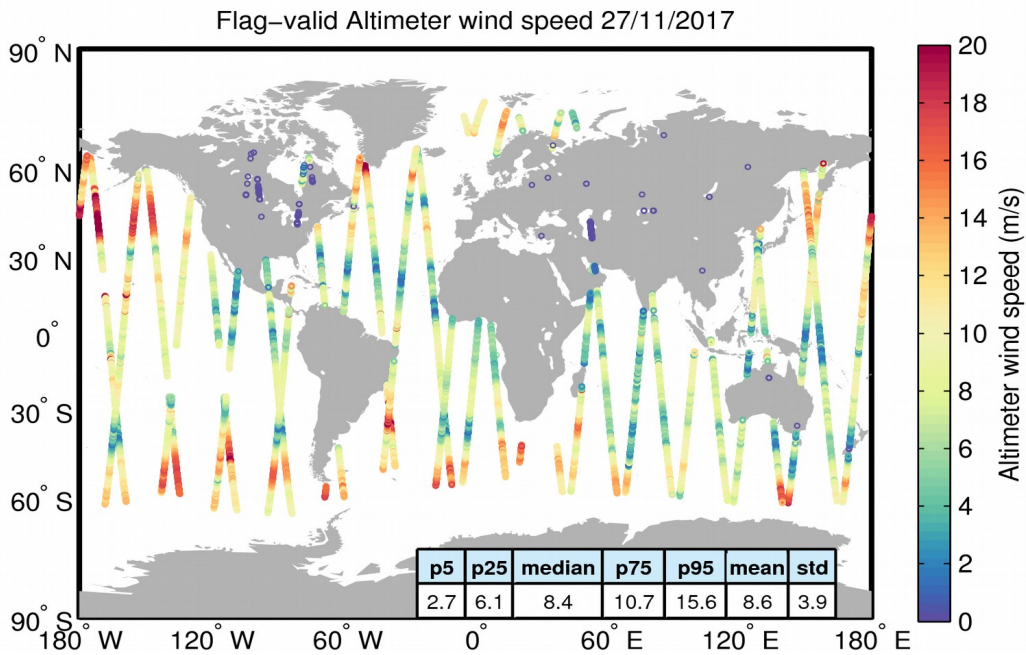 Flag−valid Altimeter wind speed 27/11/2017
90° N
60° N
30° N
0°
30° S
60° S
90° S
180° W
120° W
60° W
0°
60° E
120° E
180° E
p5 p25 median p75 p95 mean std
2.7 6.1 8.4 10.7 15.6 8.6 3.9
20
18
16
14
12
10
8
6
4
2
0
Altimeter wind speed (m/s)